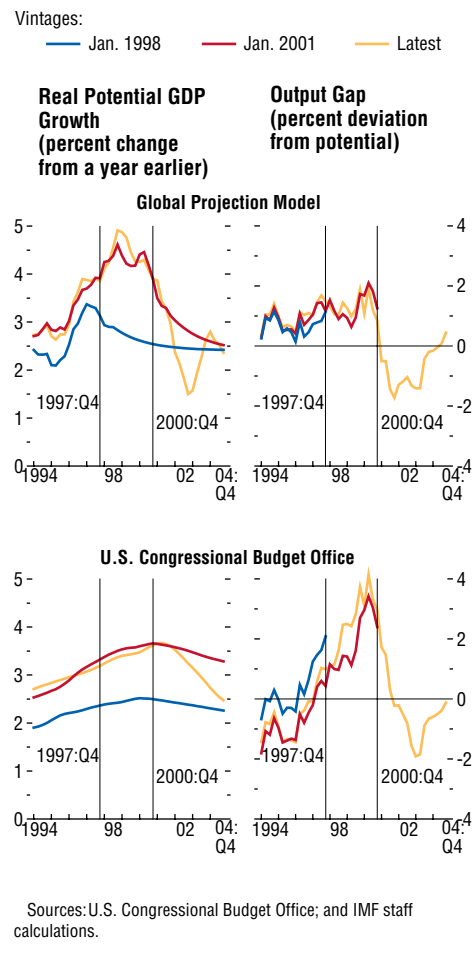 Vintages:
Jan. 1998 Jan. 2001 Latest
Real Potential GDP
Growth
(percent change
from a year earlier)
Output Gap
(percent deviation
from potential)
Global Projection Model
5
4
3
2
1
0
1997:Q4
2000:Q4
1994 98 02 04:
Q4
4
2
0
-2
-4
1997:Q4
2000:Q4
1994 98 02 04:
Q4
U.S. Congressional Budget Office
5
4
3
2
1
0
1997:Q4
2000:Q4
1994 98 02 04:
Q4
4
2
0
-2
-4
1997:Q4
2000:Q4
1994 98 02 04:
Q4
Sources: U.S. Congressional Budget Office; and IMF staff
calculations.